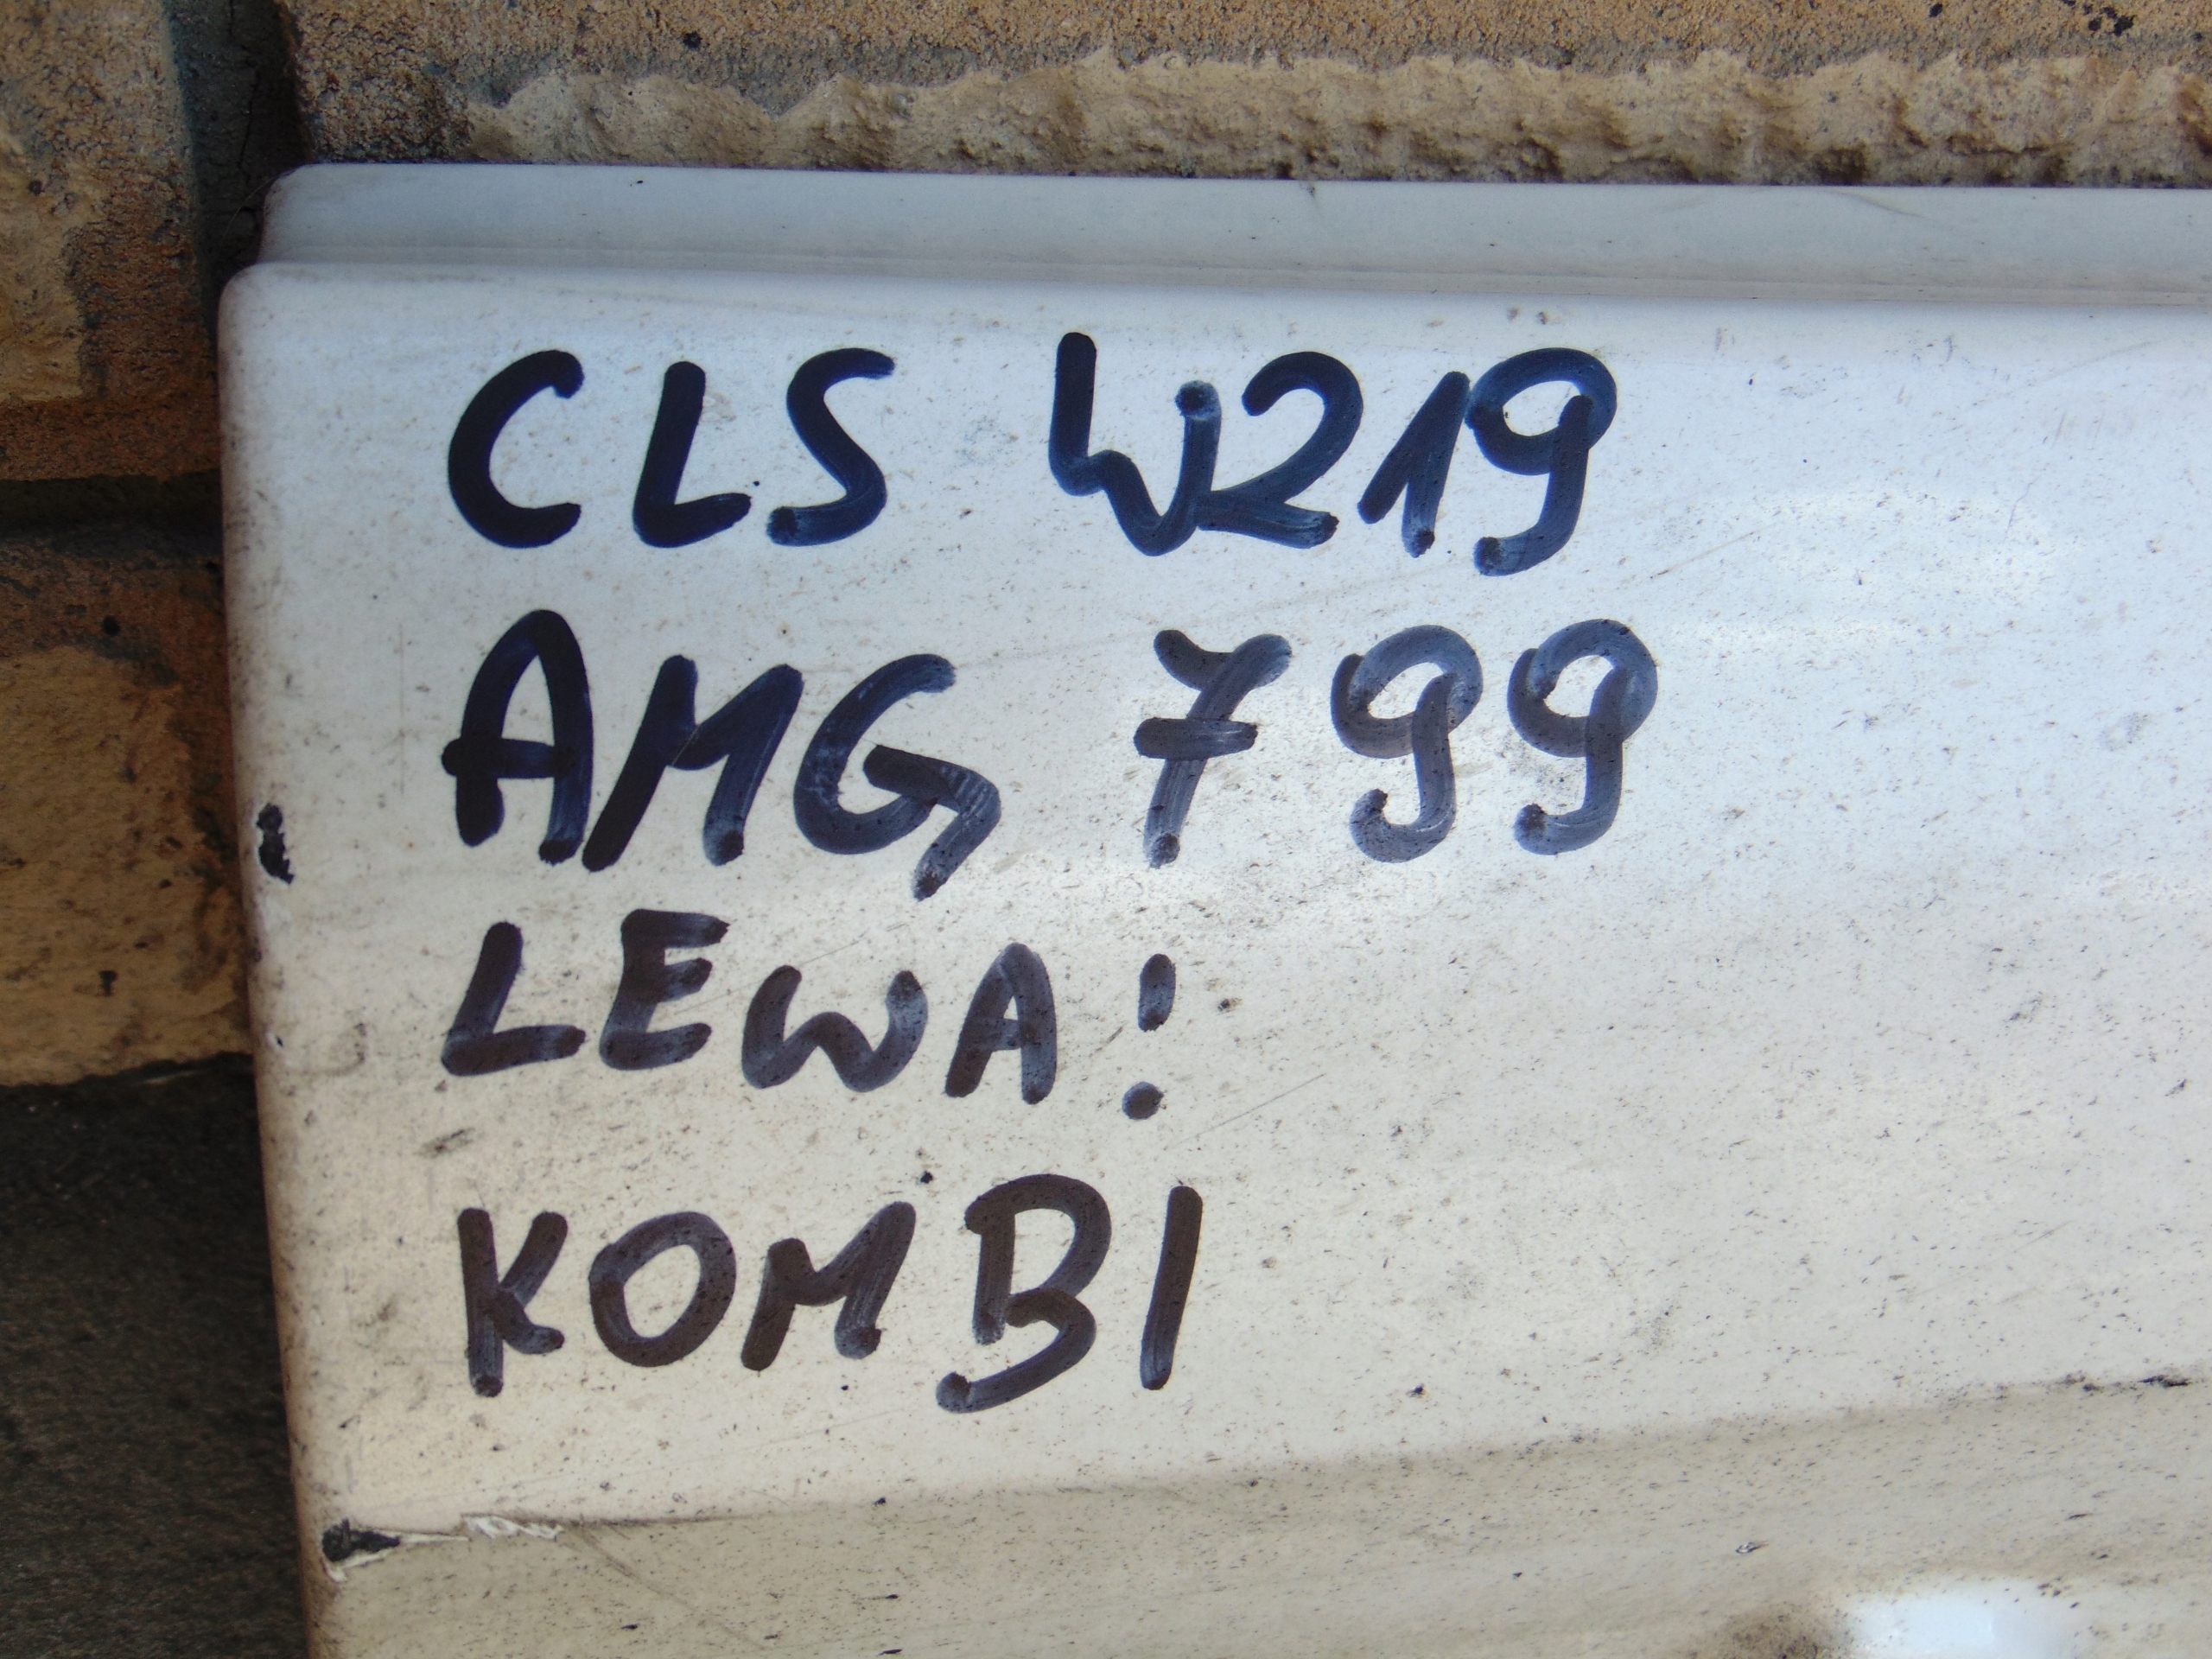 CLS W219
AMG 799
LEWA!
KOMBI